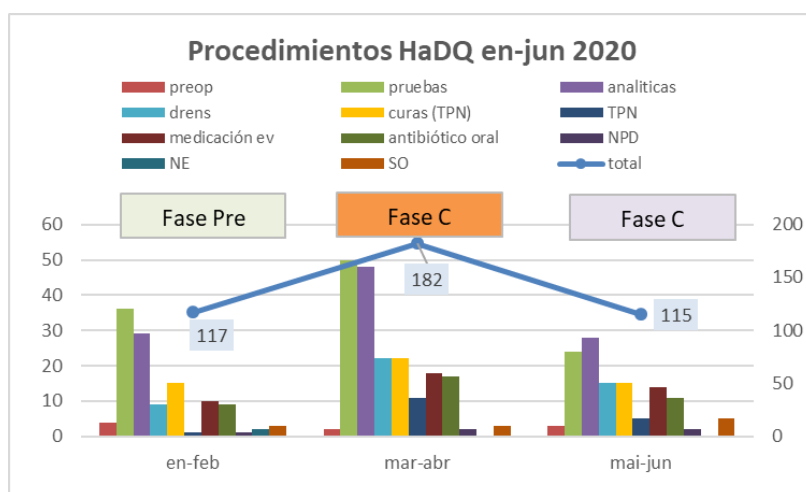 Procedimientos HaDQ en-jun 2020
preop pruebas analiticas
drens curas (TPN) TPN
medicación ev antibiótico oral NPD
NE SO total
Fase Pre Fase C Fase C
60 200
50
150
40
182
30 117 115 100
20
50
10
0 0
en-feb mar-abr mai-jun